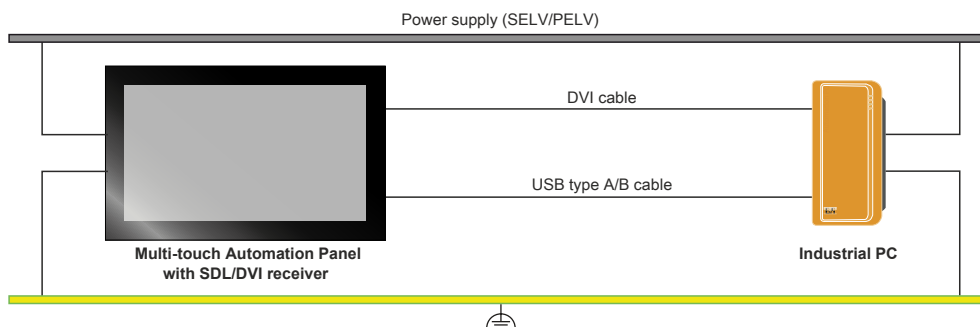 Power supply (SELV/PELV)
DVI cable
USB type A/B cable
Multi-touch Automation Panel
with SDL/DVI receiver
Industrial PC